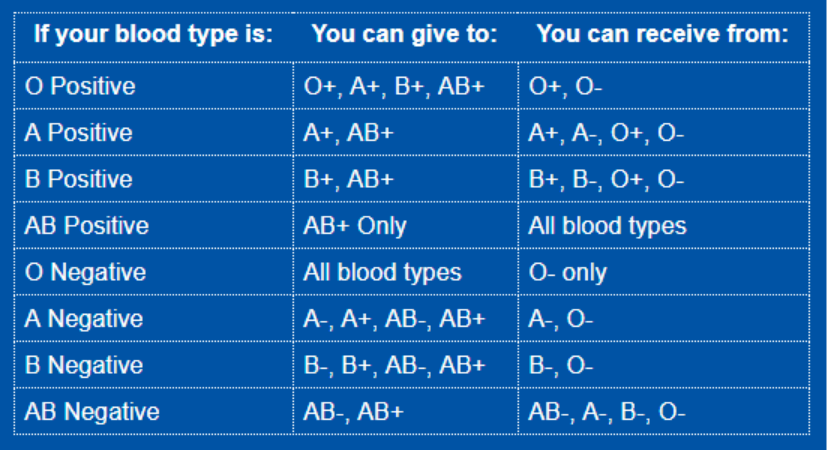 If your blood type is: You can give to: You can receive from:
O Positive O+, A+, B+, AB+ O+, O-
A Positive A+, AB+ A+, A-, O+, O-
B Positive B+, AB+ B+, B-, O+, O-
AB Positive AB+ Only All blood types
O Negative All blood types O- only
A Negative A-, A+, AB-, AB+ A-, O-
B Negative B-, B+, AB-, AB+ B-, O-
AB Negative AB-, AB+ AB-, A-, B-, O-